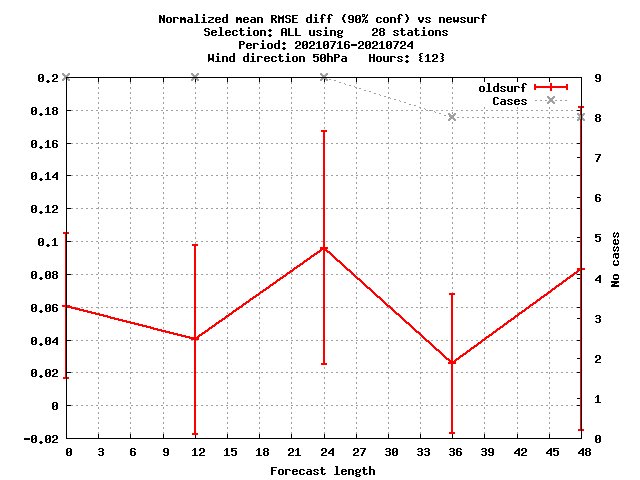 Normalized mean RMSE diff (90% conf) vs newsurf
Selection: ALL using    28 stations
Period: 20210716-20210724
Wind direction 50hPa   Hours: {12}
oldsurf
Cases
0.2
0.18
0.16
0.14
0.12
0.1
0.08
0.06
0.04
0.02
0
-0.02
9
8
7
6
5
4
3
2
1
0
No cases
0 3 6 9 12 15 18 21 24 27 30 33 36 39 42 45 48
Forecast length